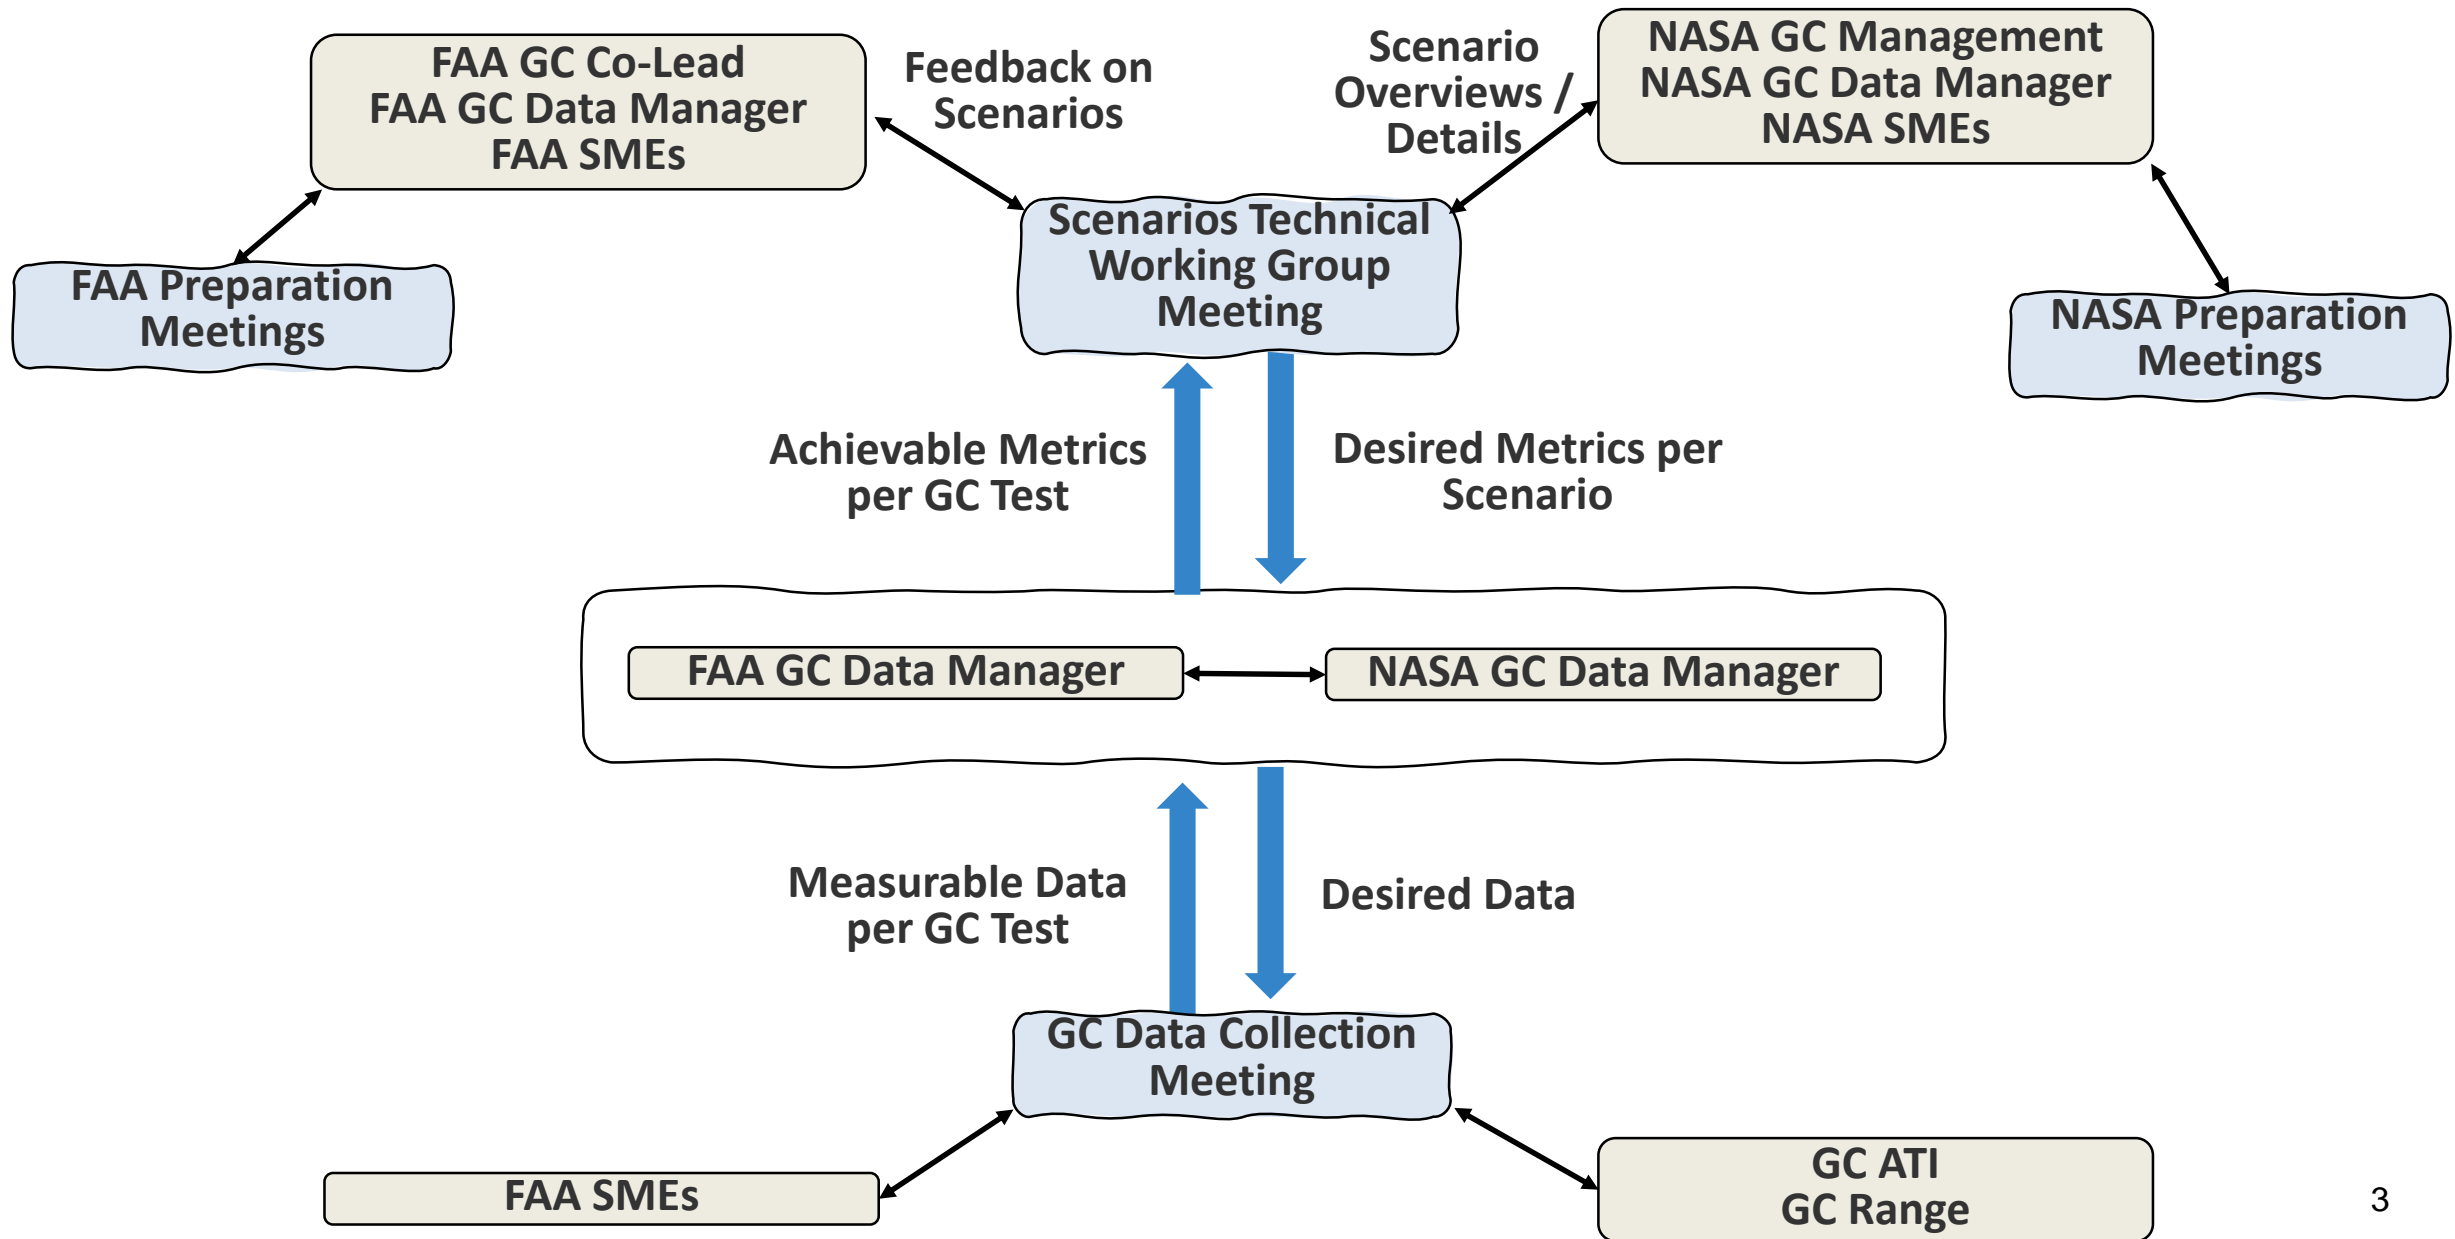 FAA GC Co-Lead
FAA GC Data Manager
FAA SMEs
Feedback on
Scenarios
Scenario
Overviews /
Details
NASA GC Management
NASA GC Data Manager
NASA SMEs
FAA Preparation
Meetings
Scenarios Technical
Working Group
Meeting
NASA Preparation
Meetings
Achievable Metrics
per GC Test
Desired Metrics per
Scenario
FAA GC Data Manager
NASA GC Data Manager
Measurable Data
per GC Test
Desired Data
GC Data Collection
Meeting
FAA SMEs
GC ATI
GC Range
3